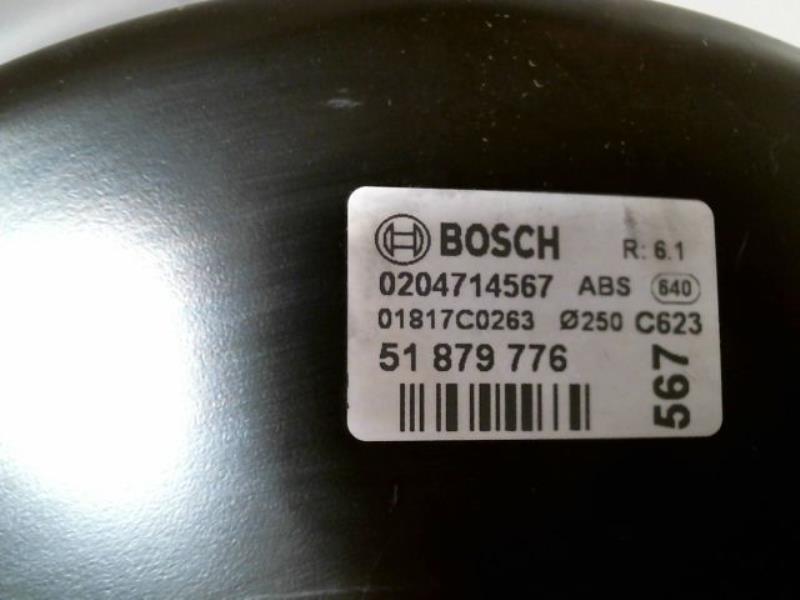 BOSCH R: 6.1
0204714567 ABS 640
01817C0263 Ø250 C623
51 879 776
567